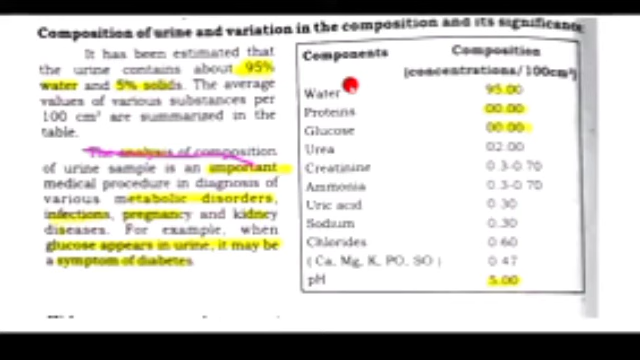 Composition of urine and variation in the composition and its significance
It has been estimated that
the urine contains about 95%
water and 5% solids. The average
values of various substances per
100 cm³ are summarized in the
table.
The analyses of composition
of urine sample is an important
medical procedure in diagnosis of
various metabolic disorders,
infections, pregnancy and kidney
diseases. For example, when
glucose appears in urine, it may be
a symptom of diabetes
Components Composition
(concentrations/100cm³)
Water 95.00
Proteins 00.00
Glucose 00.00
Urea 02.00
Creatinine 0.3-0.70
Ammonia 0.3-0.70
Uric acid 0.30
Sodium 0.30
Chlorides 0.60
(Ca, Mg, K, PO, SO) 0.47
pH 5.00